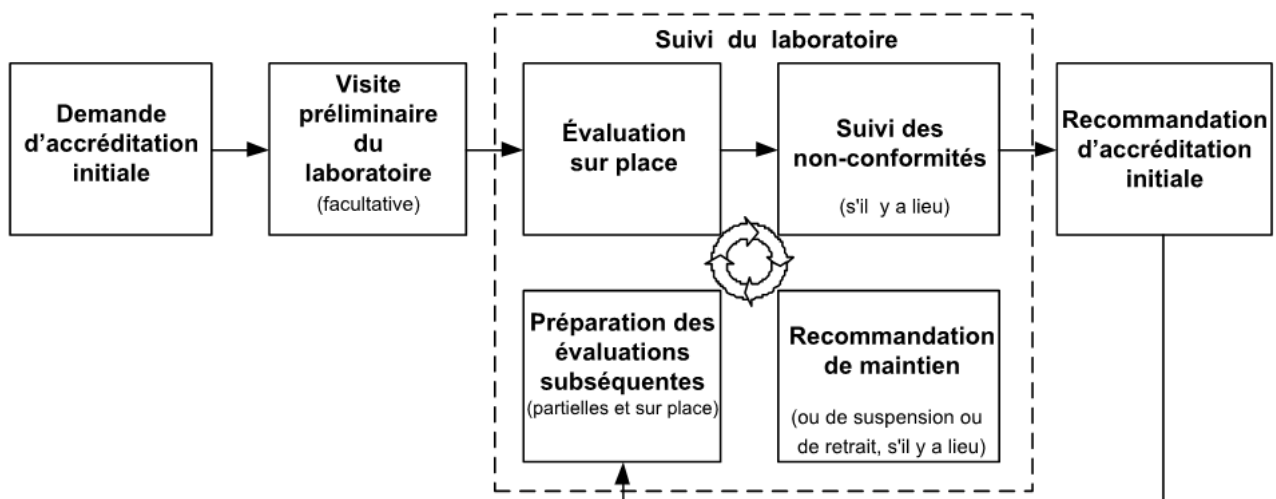 Suivi du laboratoire
Demande
d'accréditation
initiale
Visite
préliminaire
du
laboratoire
(facultative)
Évaluation
sur place
Suivi des
non-conformités
(s'il y a lieu)
Recommandation
d'accréditation
initiale
Préparation des
évaluations
subséquentes
(partielles et sur place)
Recommandation
de maintien
(ou de suspension ou
de retrait, s'il y a lieu)